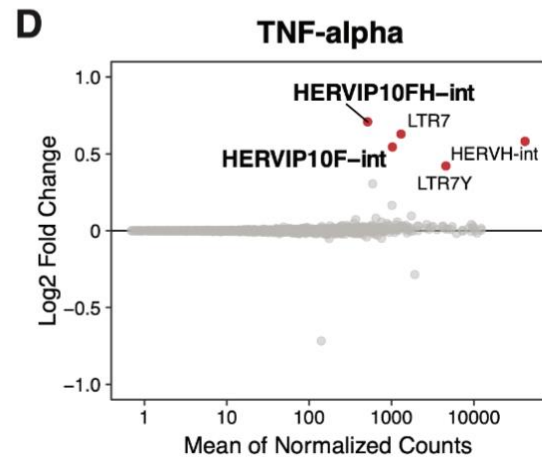 D
TNF-alpha
1.0
HERVIP10FH−int
LTR7
0.5
HERVIP10F−int
HERVH-int
LTR7Y
0
−0.5
−1.0
Log2 Fold Change
1 10 100 1000 10000
Mean of Normalized Counts